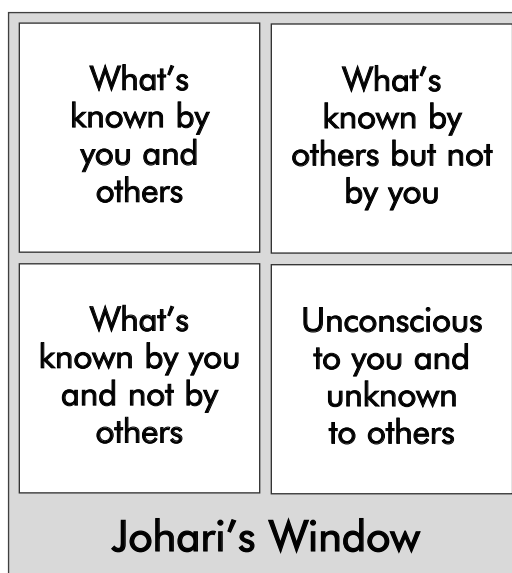 What's
known by
you and
others
What's
known by
others but not
by you
What's
known by you
and not by
others
Unconscious
to you and
unknown
to others
Johari's Window